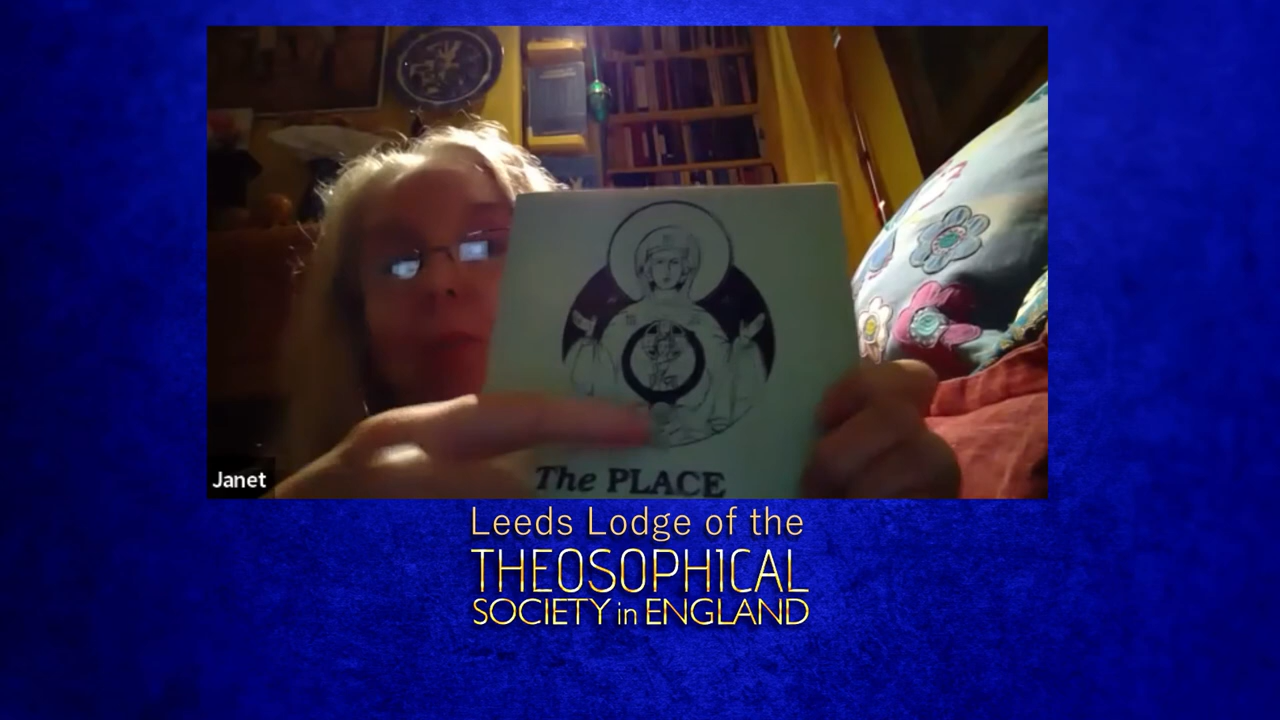 The PLACE
Janet
Leeds Lodge of the
THEOSOPHICAL
SOCIETY in ENGLAND